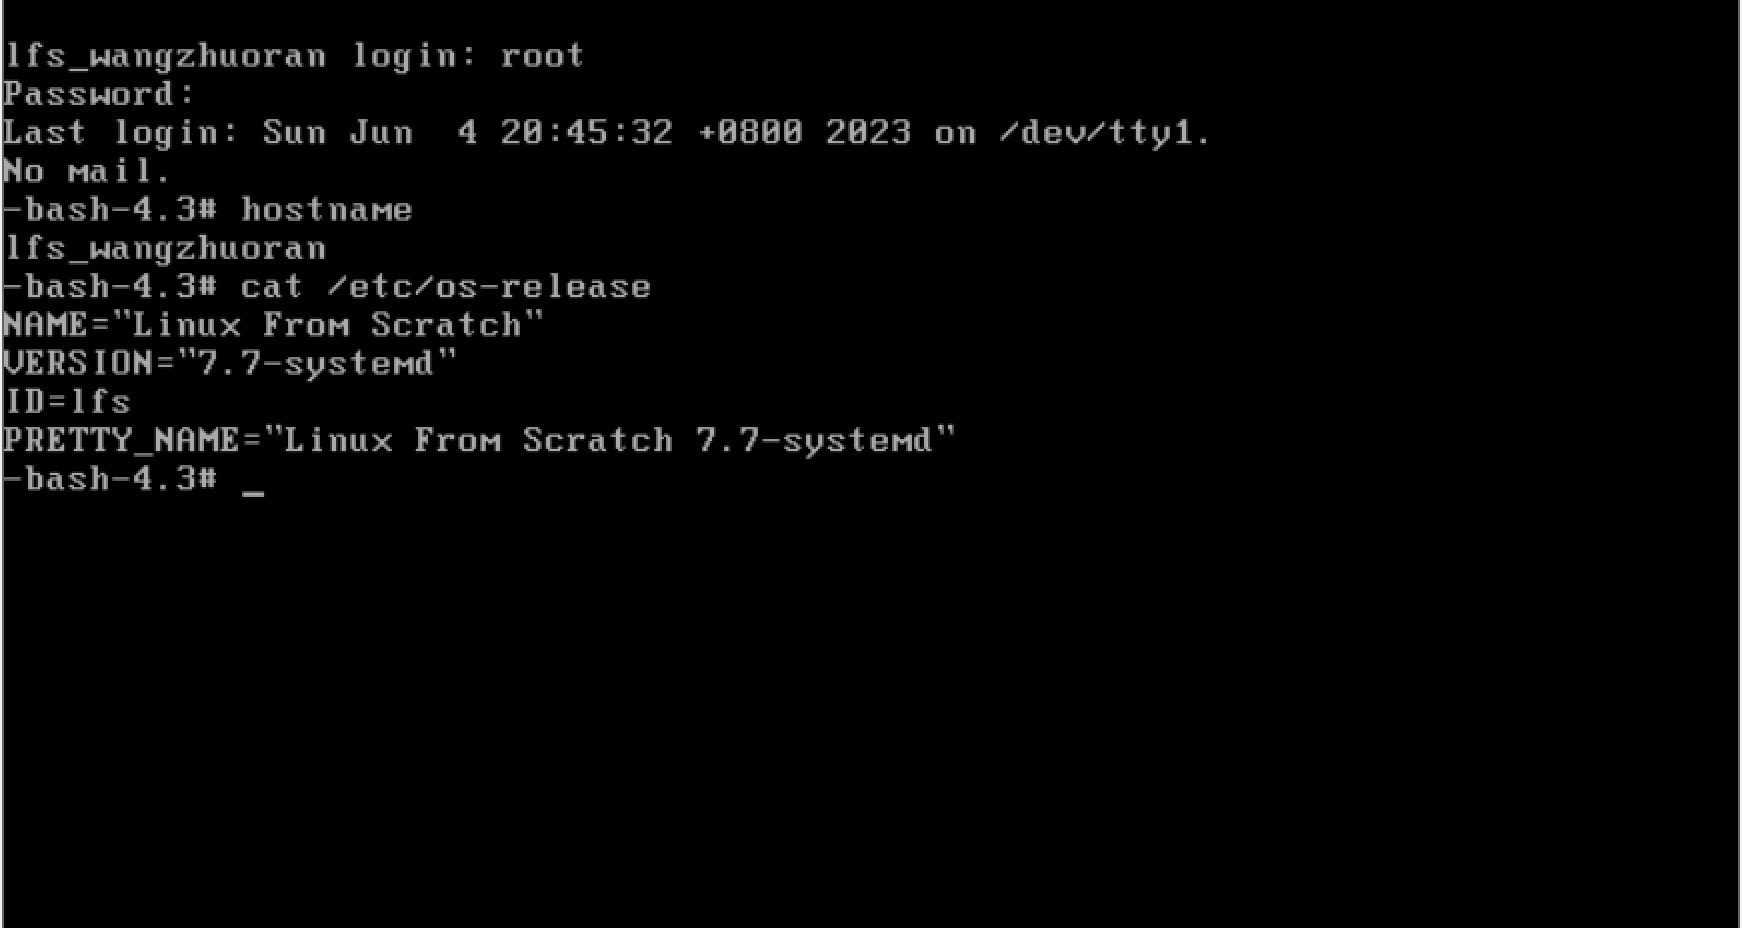 lfs_wangzhuoran login: root
Password:
Last login: Sun Jun  4 20:45:32 +0800 2023 on /dev/tty1.
No mail.
-bash-4.3# hostname
lfs_wangzhuoran
-bash-4.3# cat /etc/os-release
NAME="Linux From Scratch"
VERSION="7.7-systemd"
ID=lfs
PRETTY_NAME="Linux From Scratch 7.7-systemd"
-bash-4.3# _